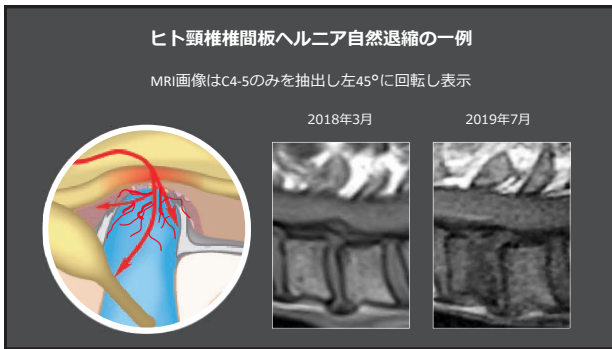 ヒト頸椎椎間板ヘルニア自然退縮の一例
MRI画像はC4-5のみを抽出し左45°に回転し表示
2018年3月
2019年7月